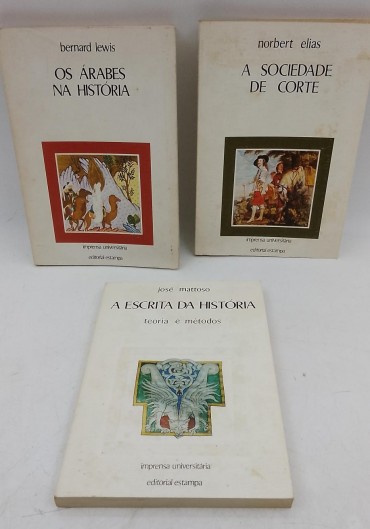 bernard lewis
OS ÁRABES
NA HISTÓRIA
imprensa universitária
editorial estampa
norbert elias
A SOCIEDADE
DE CORTE
imprensa universitária
editorial estampa
josé mattoso
A ESCRITA DA HISTÓRIA
teoria e métodos
imprensa universitária
editorial estampa